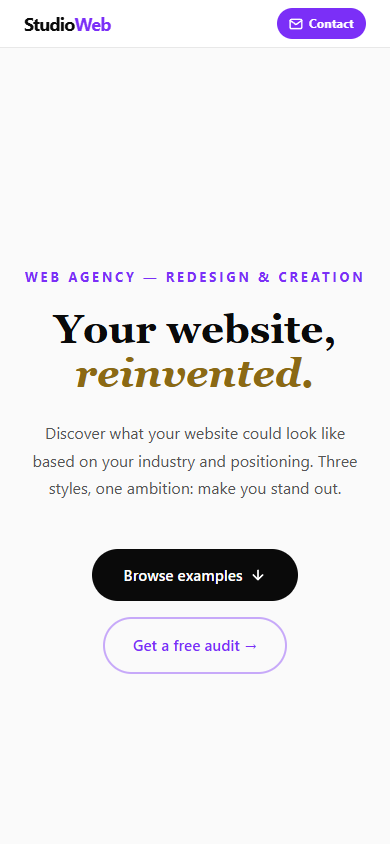 StudioWeb
Contact
WEB AGENCY — REDESIGN & CREATION
Your website,
reinvented.
Discover what your website could look like
based on your industry and positioning. Three
styles, one ambition: make you stand out.
Browse examples ↓
Get a free audit →